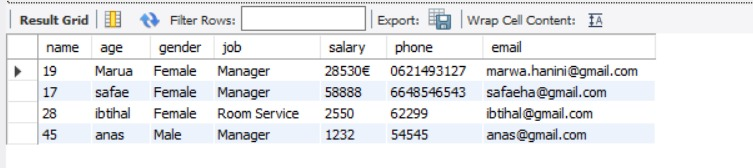 Result Grid Filter Rows: Export: Wrap Cell Content: IA
name age gender job salary phone email
19 Marua Female Manager 28530€ 0621493127 marwa.hanini@gmail.com
17 safae Female Manager 58888 6648546543 safaeha@gmail.com
28 ibtihal Female Room Service 2550 62299 ibtihal@gmail.com
45 anas Male Manager 1232 54545 anas@gmail.com